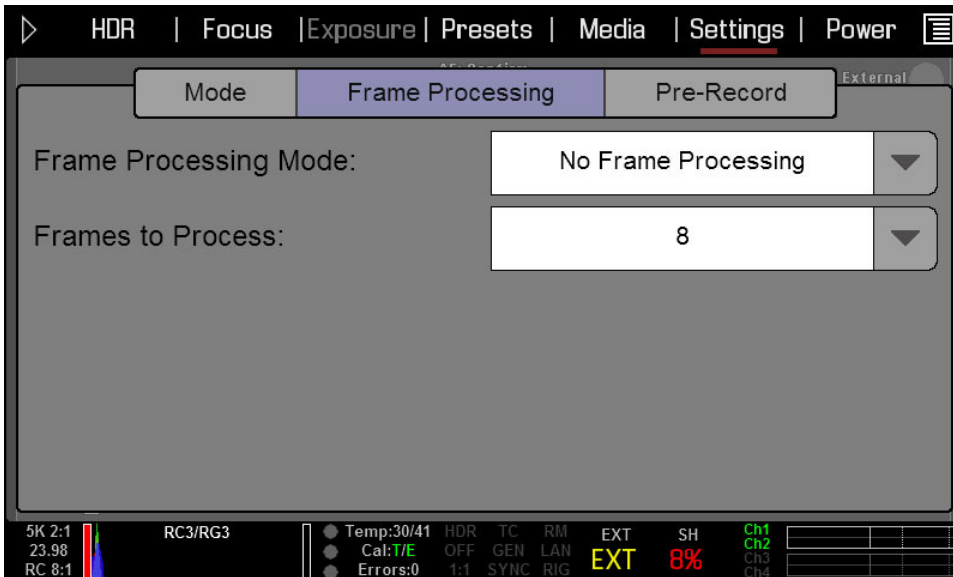 HDR | Focus | Exposure | Presets | Media | Settings | Power
External
Mode Frame Processing Pre-Record
Frame Processing Mode: No Frame Processing
Frames to Process: 8
5K 2:1 RC3/RG3 Temp:30/41 HDR TC RM EXT SH Ch1
23.98 Cal:T/E OFF GEN LAN EXT 8% Ch2
RC 8:1 Errors:0 1:1 SYNC RIG Ch3
Ch4